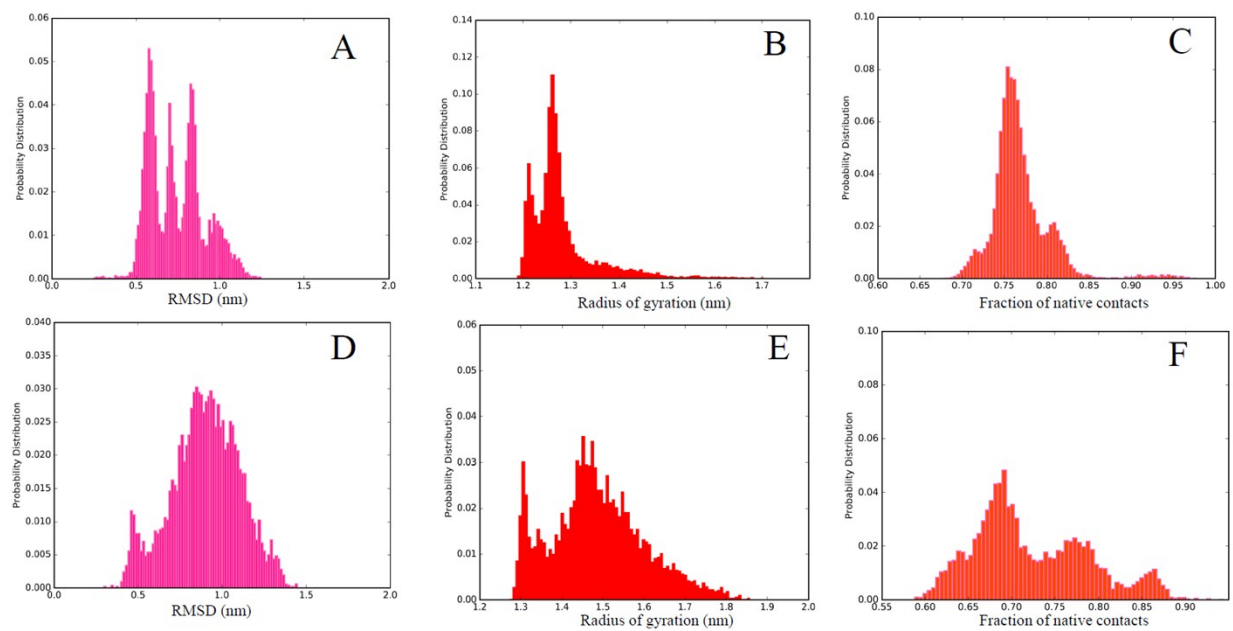 A
Probability Distribution
0.06
0.05
0.04
0.03
0.02
0.01
0.00
0.0 0.5 1.0 1.5 2.0
RMSD (nm)
B
Probability Distribution
0.14
0.12
0.10
0.08
0.06
0.04
0.02
0.00
1.1 1.2 1.3 1.4 1.5 1.6 1.7
Radius of gyration (nm)
C
Probability Distribution
0.10
0.08
0.06
0.04
0.02
0.00
0.60 0.65 0.70 0.75 0.80 0.85 0.90 0.95 1.00
Fraction of native contacts
D
Probability Distribution
0.040
0.035
0.030
0.025
0.020
0.015
0.010
0.005
0.000
0.0 0.5 1.0 1.5 2.0
RMSD (nm)
E
Probability Distribution
0.06
0.05
0.04
0.03
0.02
0.01
0.00
1.2 1.3 1.4 1.5 1.6 1.7 1.8 1.9 2.0
Radius of gyration (nm)
F
Probability Distribution
0.10
0.08
0.06
0.04
0.02
0.00
0.55 0.60 0.65 0.70 0.75 0.80 0.85 0.90
Fraction of native contacts